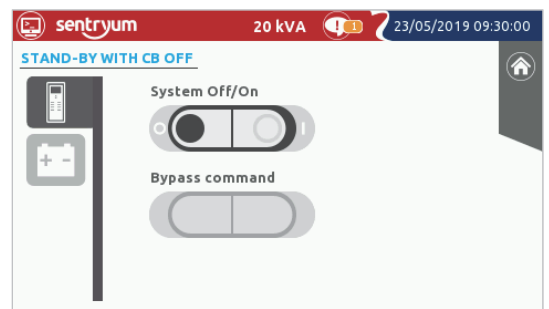 sentryum 20 kVA 1 23/05/2019 09:30:00
STAND-BY WITH CB OFF
System Off/On
O I
+ -
Bypass command